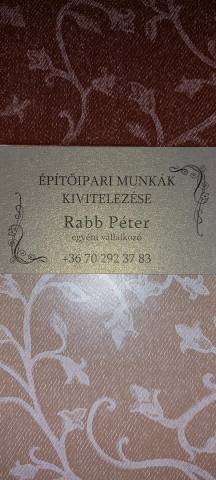 ÉPÍTŐIPARI MUNKÁK
KIVITELEZÉSE
Rabb Péter
egyéni vállalkozó
+36 70 292 37 83